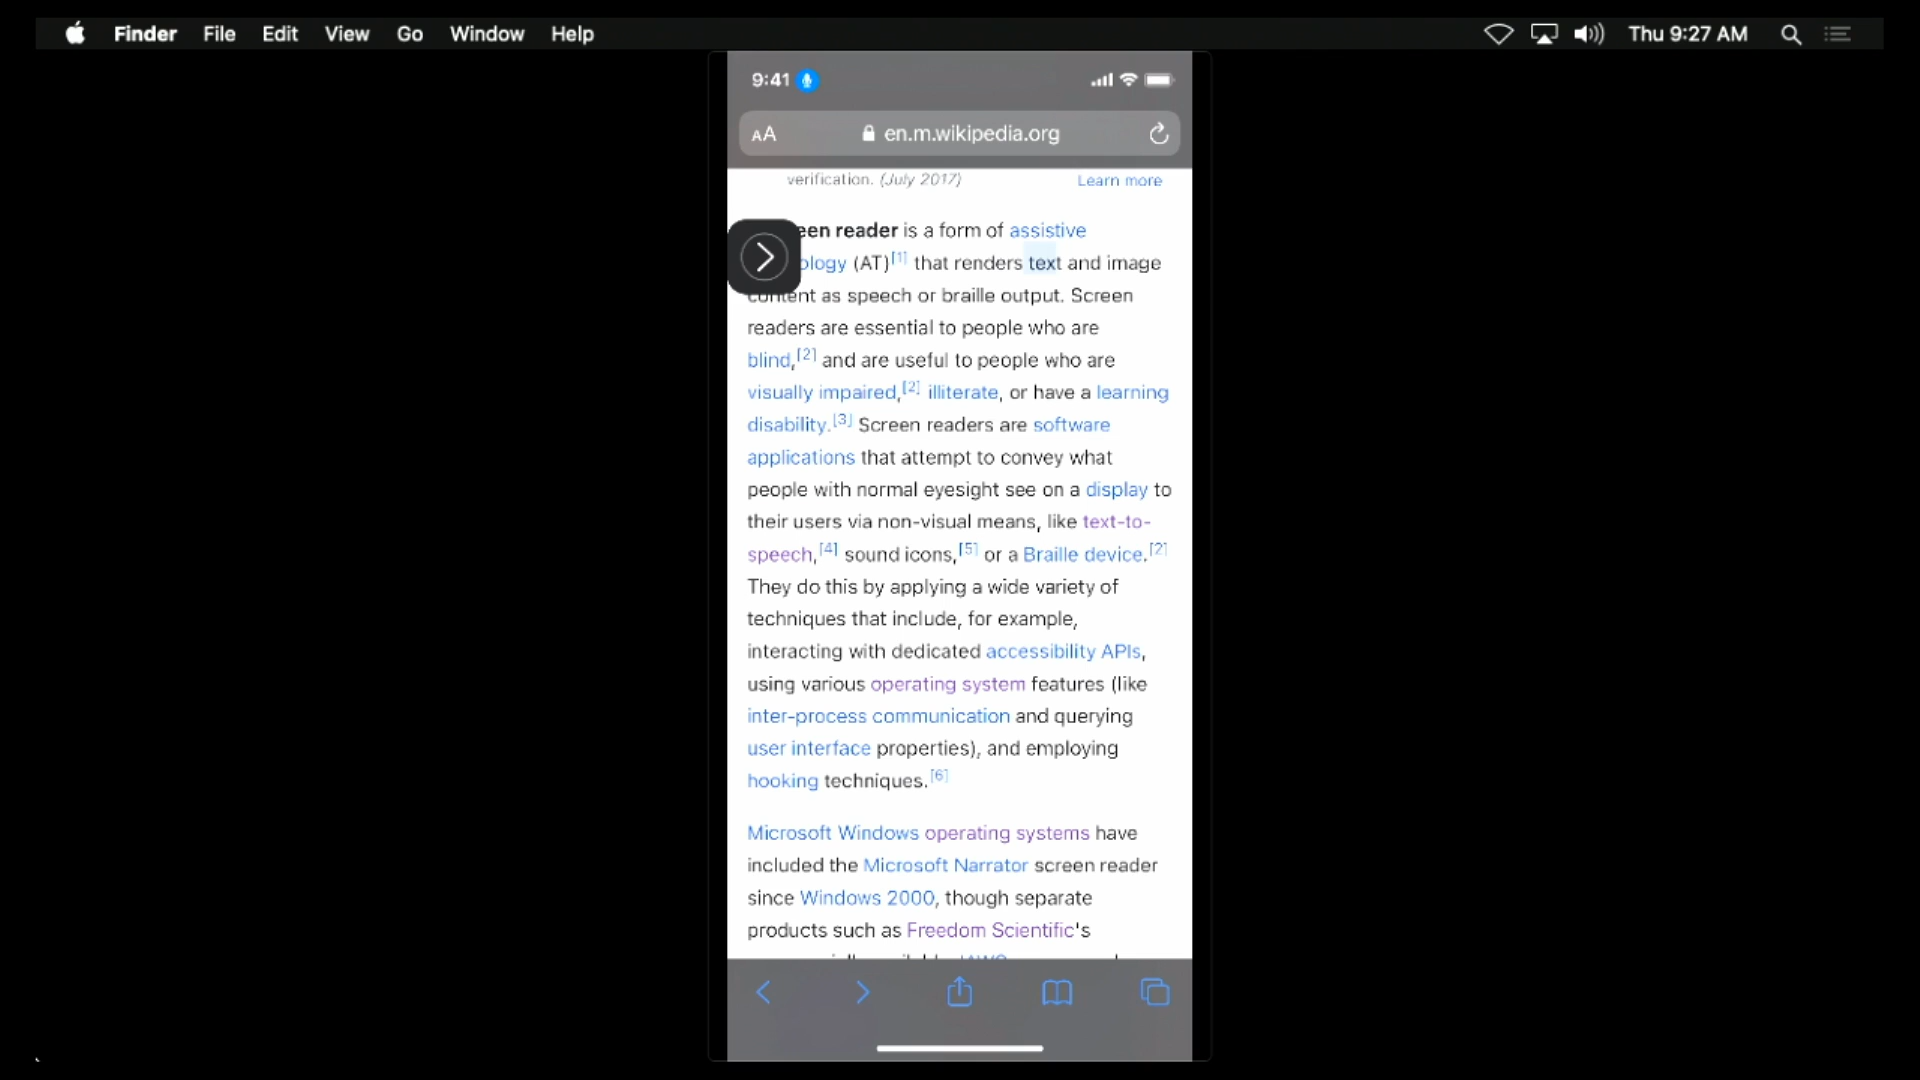 Finder File Edit View Go Window Help Thu 9:27 AM
9:41
AA en.m.wikipedia.org
verification. (July 2017) Learn more
een reader is a form of assistive
ology (AT)[1] that renders text and image
content as speech or braille output. Screen
readers are essential to people who are
blind,[2] and are useful to people who are
visually impaired,[2] illiterate, or have a learning
disability.[3] Screen readers are software
applications that attempt to convey what
people with normal eyesight see on a display to
their users via non-visual means, like text-to-
speech,[4] sound icons,[5] or a Braille device.[2]
They do this by applying a wide variety of
techniques that include, for example,
interacting with dedicated accessibility APIs,
using various operating system features (like
inter-process communication and querying
user interface properties), and employing
hooking techniques.[6]
Microsoft Windows operating systems have
included the Microsoft Narrator screen reader
since Windows 2000, though separate
products such as Freedom Scientific's